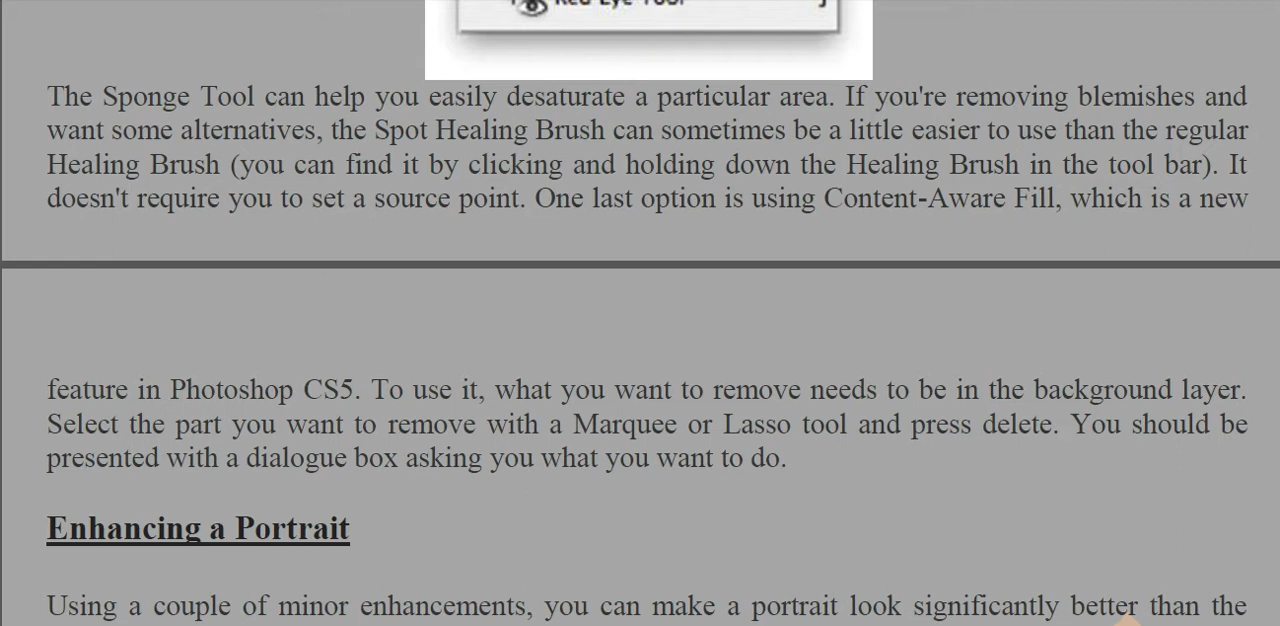 Red Eye Tool J
The Sponge Tool can help you easily desaturate a particular area. If you're removing blemishes and
want some alternatives, the Spot Healing Brush can sometimes be a little easier to use than the regular
Healing Brush (you can find it by clicking and holding down the Healing Brush in the tool bar). It
doesn't require you to set a source point. One last option is using Content-Aware Fill, which is a new
feature in Photoshop CS5. To use it, what you want to remove needs to be in the background layer.
Select the part you want to remove with a Marquee or Lasso tool and press delete. You should be
presented with a dialogue box asking you what you want to do.
Enhancing a Portrait
Using a couple of minor enhancements, you can make a portrait look significantly better than the